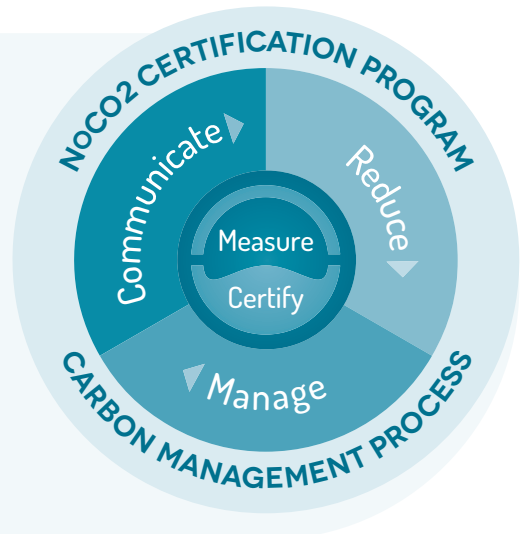 NoCO2 CERTIFICATION PROGRAM
Communicate
Reduce
Measure
Certify
Manage
CARBON MANAGEMENT PROCESS